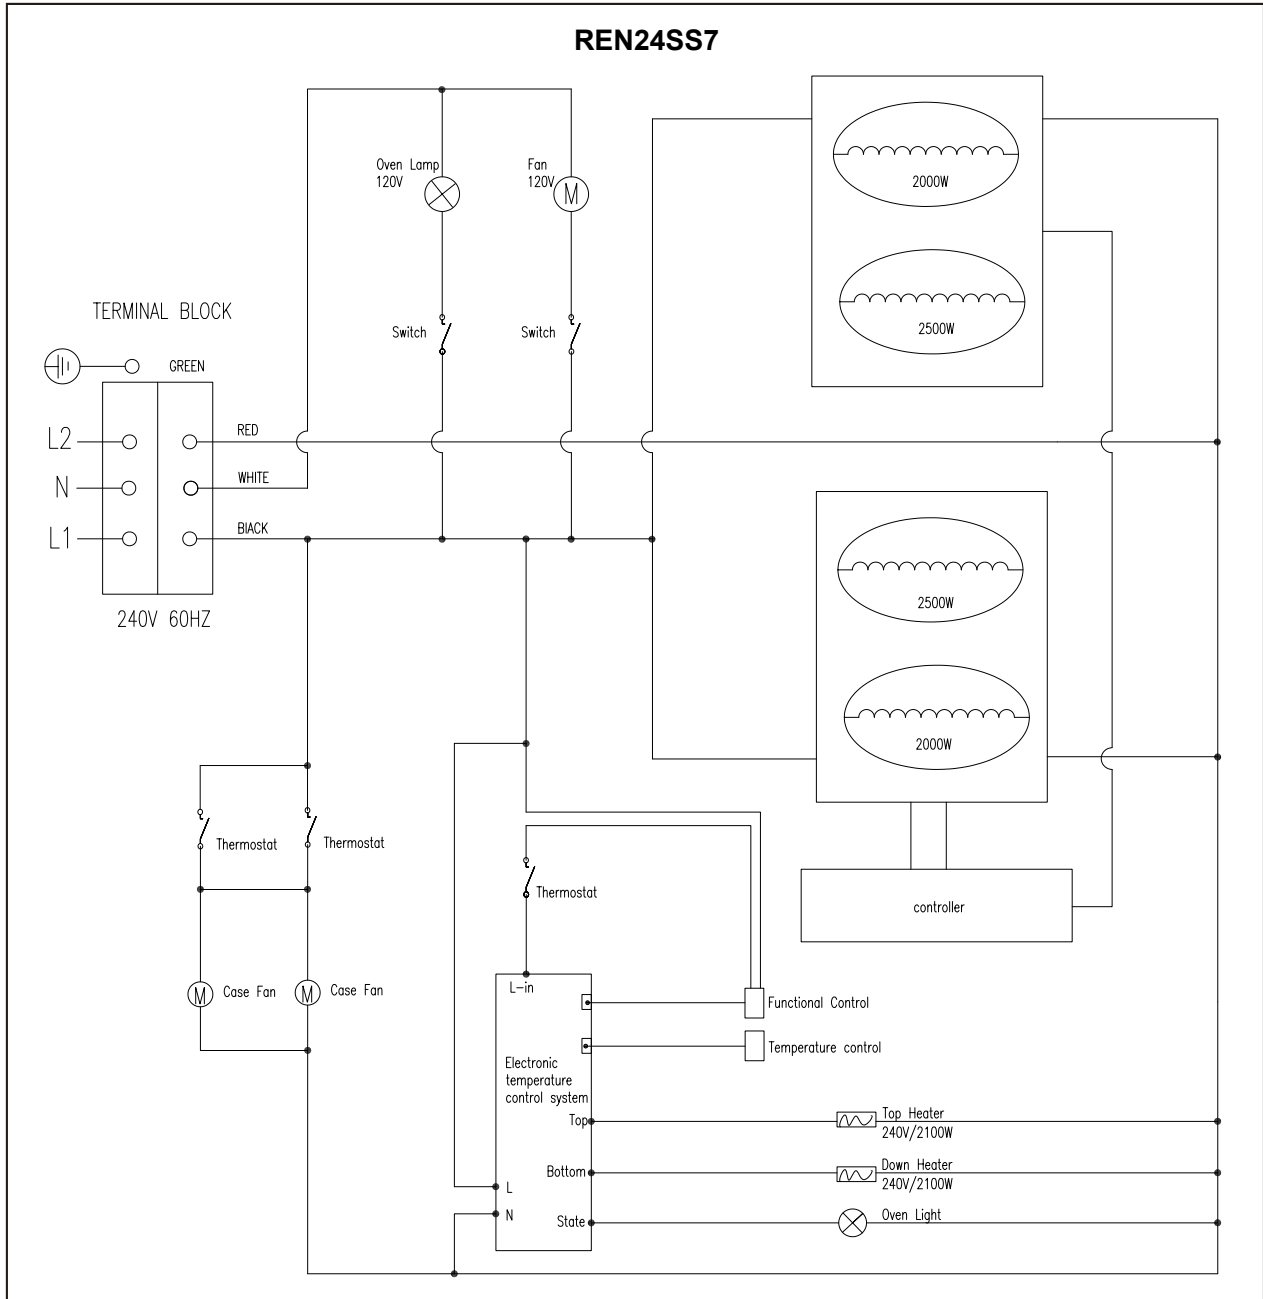 REN24SS7
Oven Lamp
120V
Fan
120V
M
2000W
2500W
Switch
Switch
TERMINAL BLOCK
GREEN
L2
RED
N
WHITE
L1
BIACK
240V 60HZ
2500W
2000W
Thermostat
Thermostat
Thermostat
controller
M
Case Fan
M
Case Fan
L-in
Functional Control
Temperature control
Electronic
temperature
control system
Top
Top Heater
240V/2100W
Bottom
Down Heater
240V/2100W
L
N
State
Oven Light